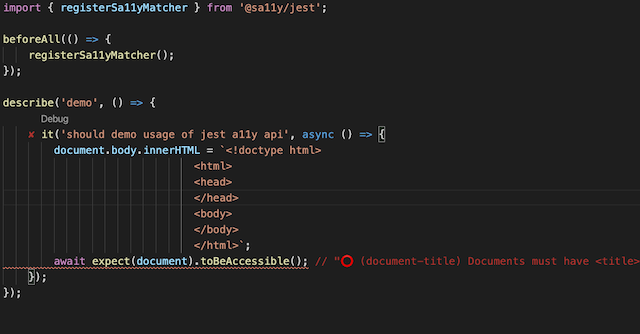 import { registerSa11yMatcher } from '@sa11y/jest';
beforeAll(() => {
registerSa11yMatcher();
});
describe('demo', () => {
Debug
✘ it('should demo usage of jest a11y api', async () => {
document.body.innerHTML = `<!doctype html>
<html>
<head>
</head>
<body>
</body>
</html>`;
await expect(document).toBeAccessible(); // "⭕ (document-title) Documents must have <title>
});
});